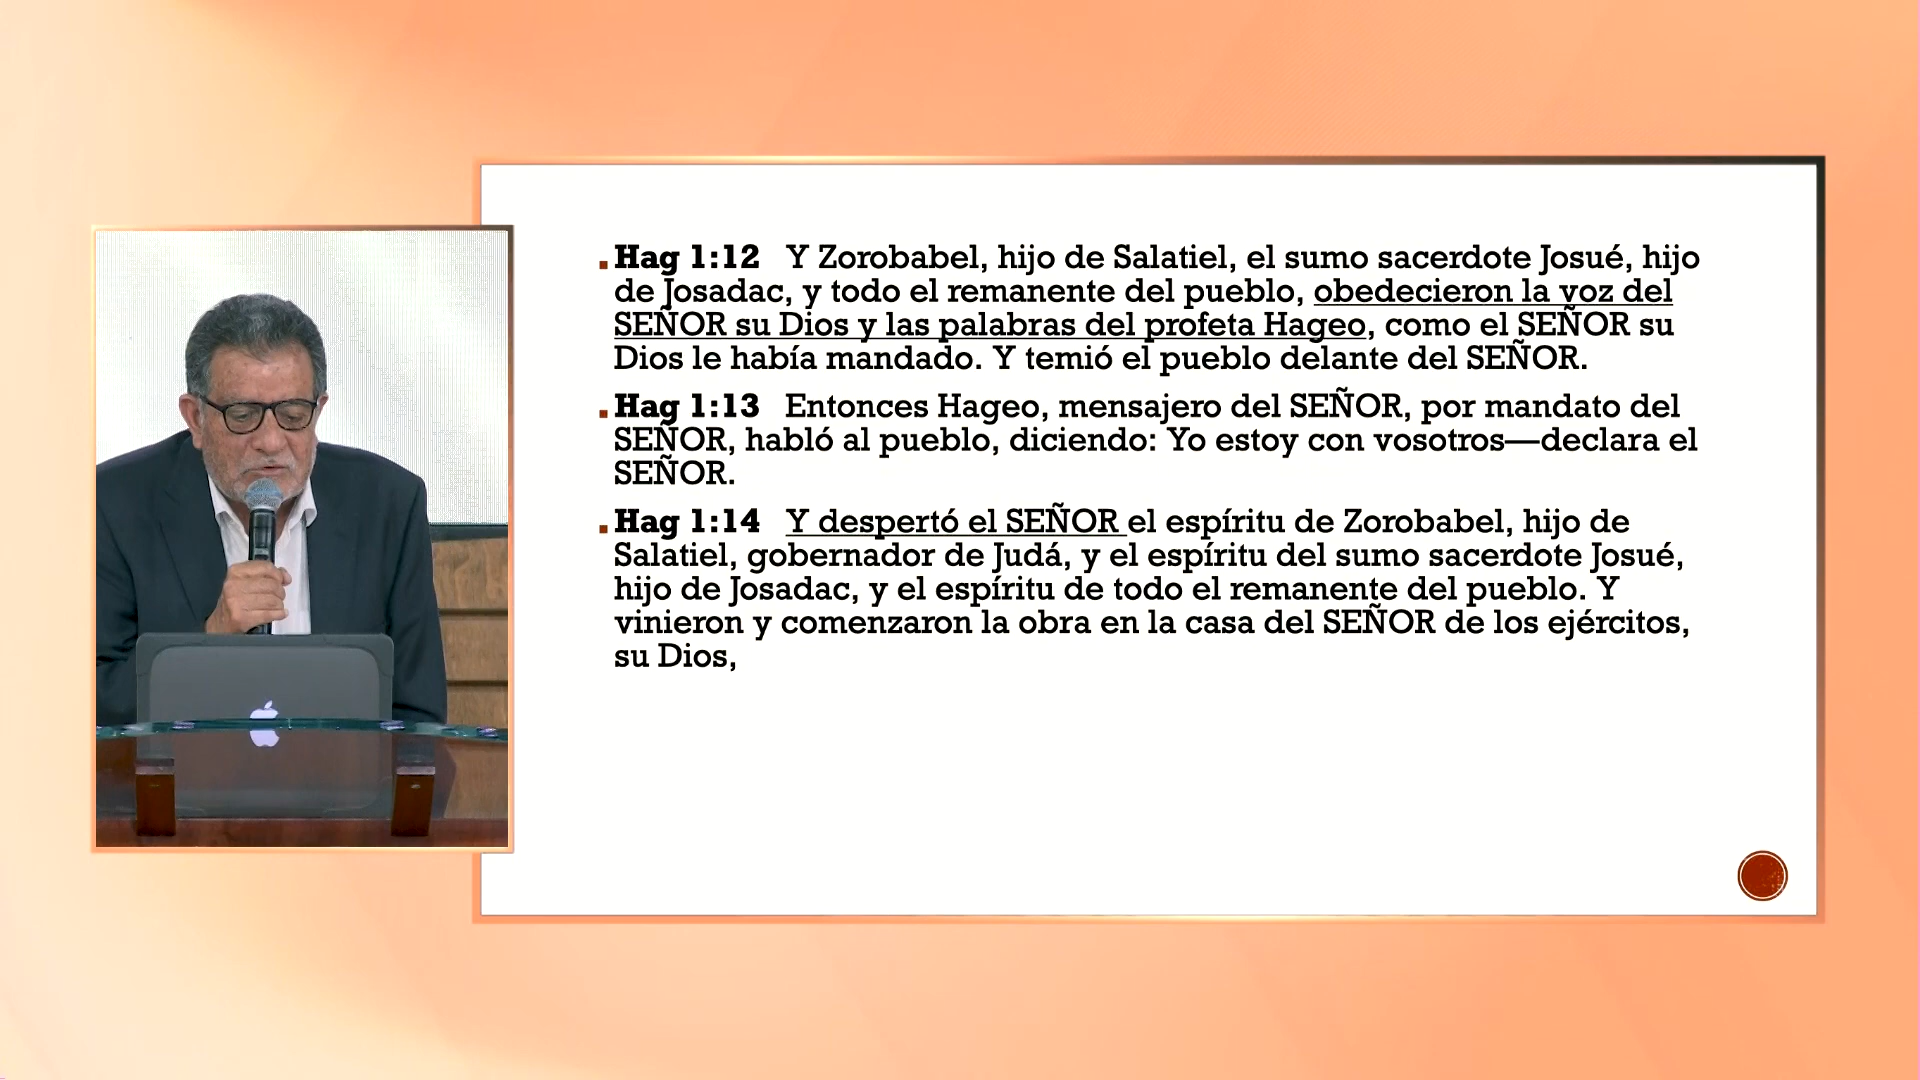 Hag 1:12 Y Zorobabel, hijo de Salatiel, el sumo sacerdote Josué, hijo
de Josadac, y todo el remanente del pueblo, obedecieron la voz del
SEÑOR su Dios y las palabras del profeta Hageo, como el SEÑOR su
Dios le había mandado. Y temió el pueblo delante del SEÑOR.
Hag 1:13 Entonces Hageo, mensajero del SEÑOR, por mandato del
SEÑOR, habló al pueblo, diciendo: Yo estoy con vosotros—declara el
SEÑOR.
Hag 1:14 Y despertó el SEÑOR el espíritu de Zorobabel, hijo de
Salatiel, gobernador de Judá, y el espíritu del sumo sacerdote Josué,
hijo de Josadac, y el espíritu de todo el remanente del pueblo. Y
vinieron y comenzaron la obra en la casa del SEÑOR de los ejércitos,
su Dios,